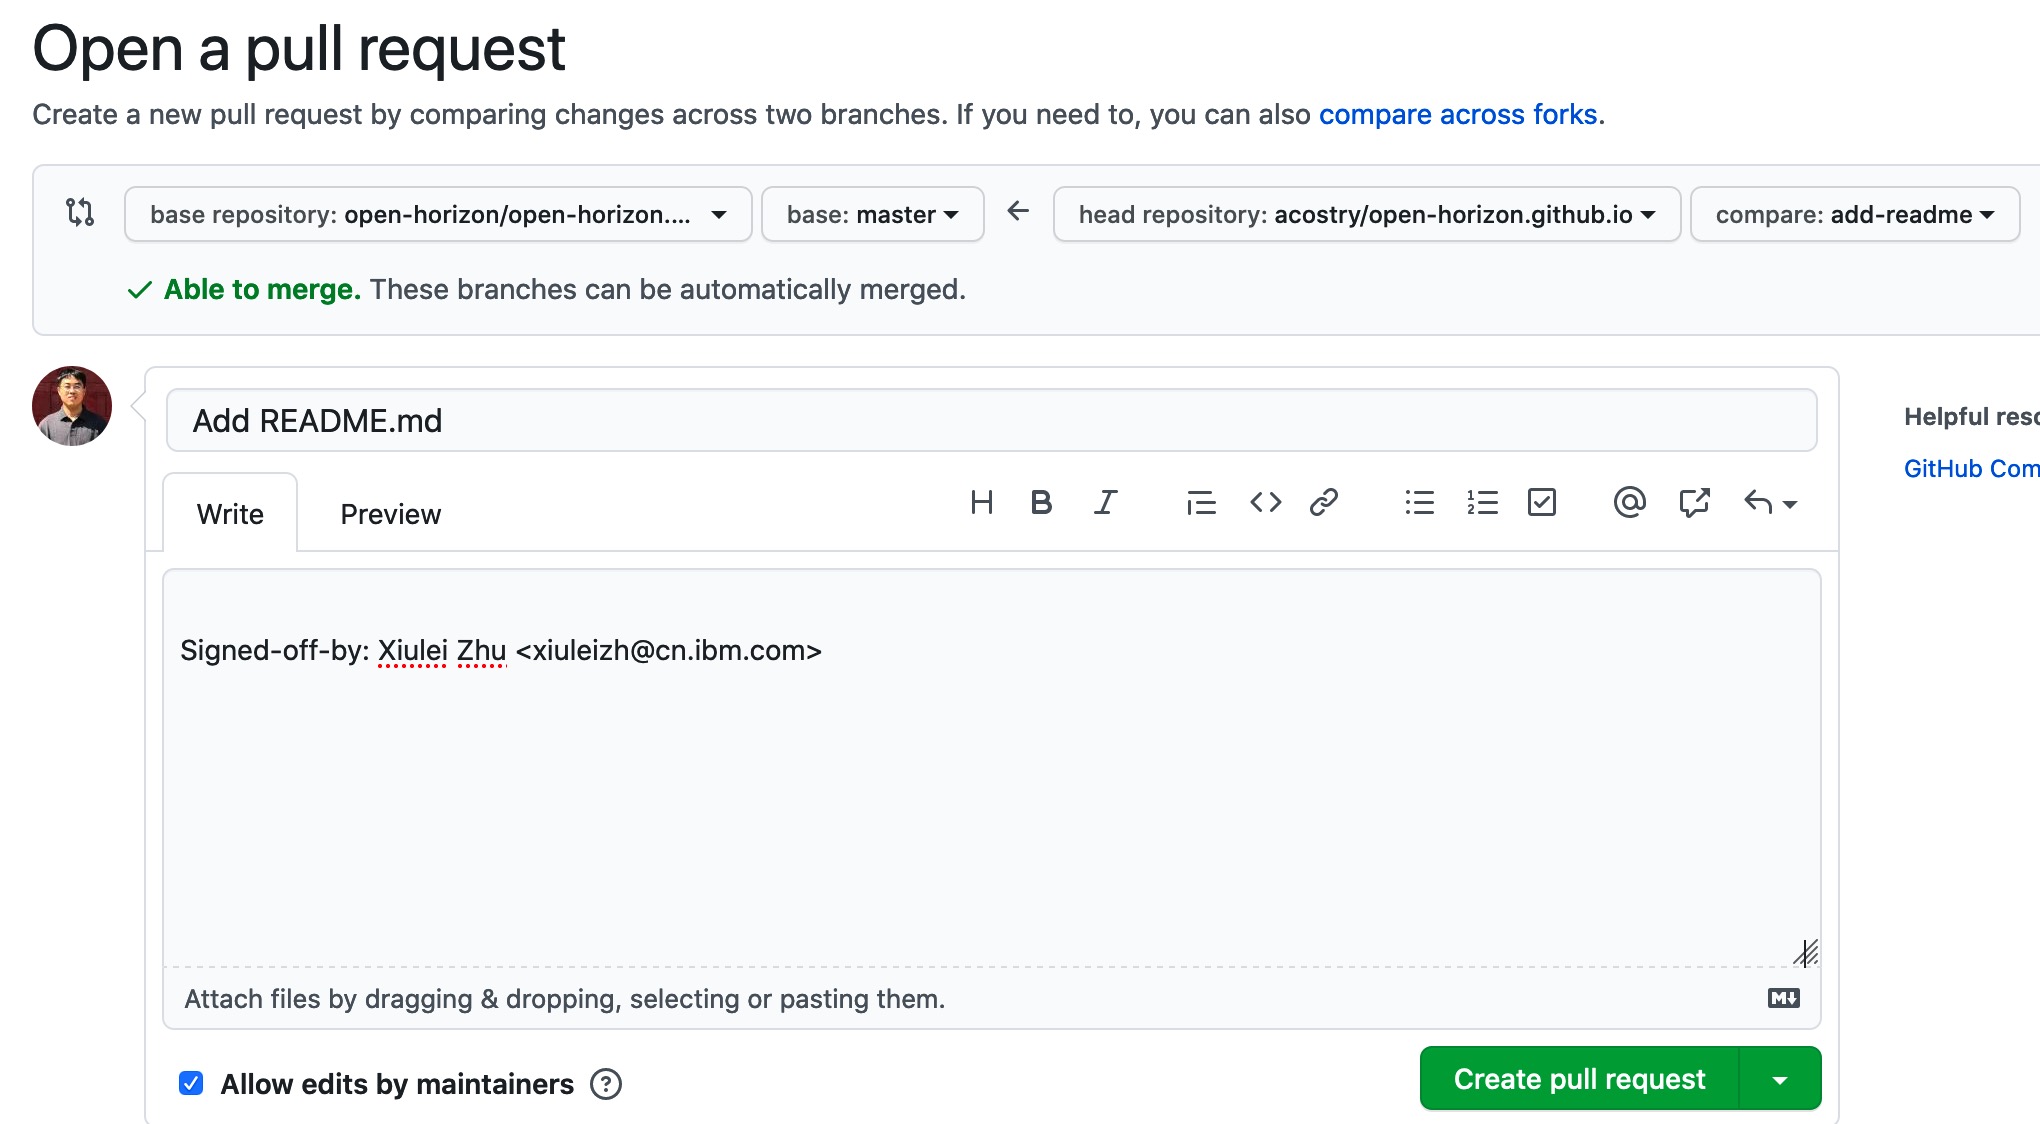 Open a pull request
Create a new pull request by comparing changes across two branches. If you need to, you can also compare across forks.
base repository: open-horizon/open-horizon.... base: master head repository: acostry/open-horizon.github.io compare: add-readme
Able to merge. These branches can be automatically merged.
Add README.md
Helpful
Write Preview
GitHub
Signed-off-by: Xiulei Zhu <xiuleizh@cn.ibm.com>
Attach files by dragging & dropping, selecting or pasting them.
Allow edits by maintainers
Create pull request